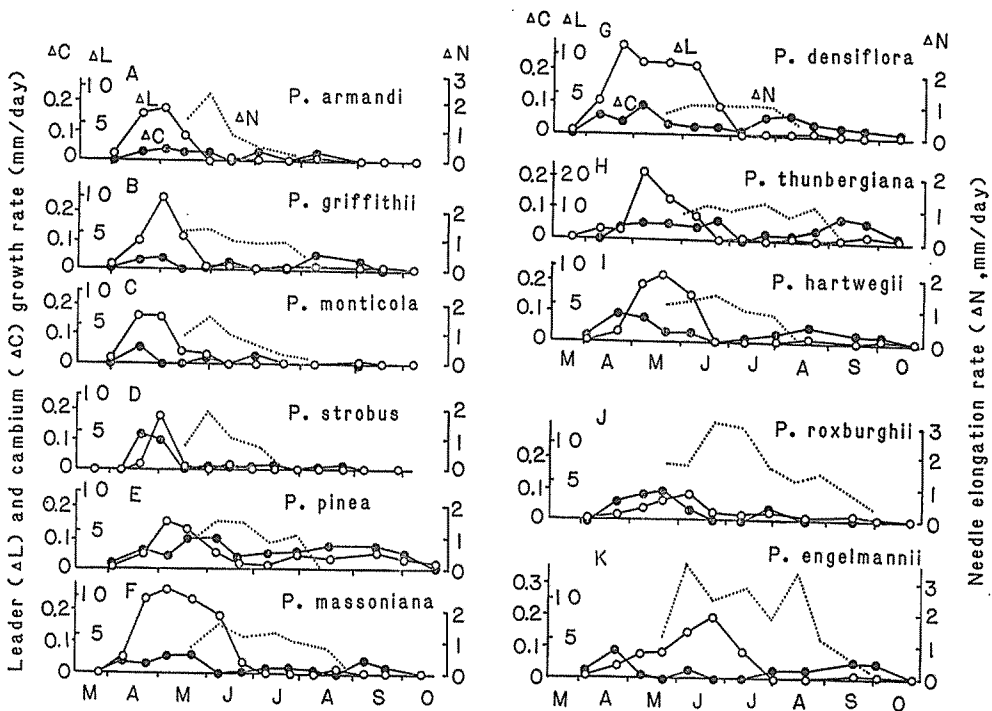 ΔC ΔL ΔN
A
P. armandi
10
5
0.2
0.1
0
3
2
1
0
ΔL
ΔC
ΔN
B
P. griffithii
10
5
0.2
0.1
0
2
1
0
C
P. monticola
10
5
0.2
0.1
0
2
1
0
D
P. strobus
10
5
0.2
0.1
0
2
1
0
E
P. pinea
10
5
0.2
0.1
0
2
1
0
F
P. massoniana
10
5
0.2
0.1
0
2
1
0
M A M J J A S O
Leader (ΔL) and cambium (ΔC) growth rate (mm/day)
ΔC ΔL ΔN
G
P. densiflora
10
5
0.2
0.1
0
2
1
0
ΔL
ΔC
ΔN
H
P. thunbergiana
0.2
0.1
0
20
10
2
1
0
I
P. hartwegii
10
5
0.2
0.1
0
2
1
0
M A M J J A S O
J
P. roxburghii
10
5
0.2
0.1
0
3
2
1
0
K
P. engelmannii
10
5
0.3
0.2
0.1
0
3
2
1
0
M A M J J A S O
Needle elongation rate (ΔN ,mm/day)